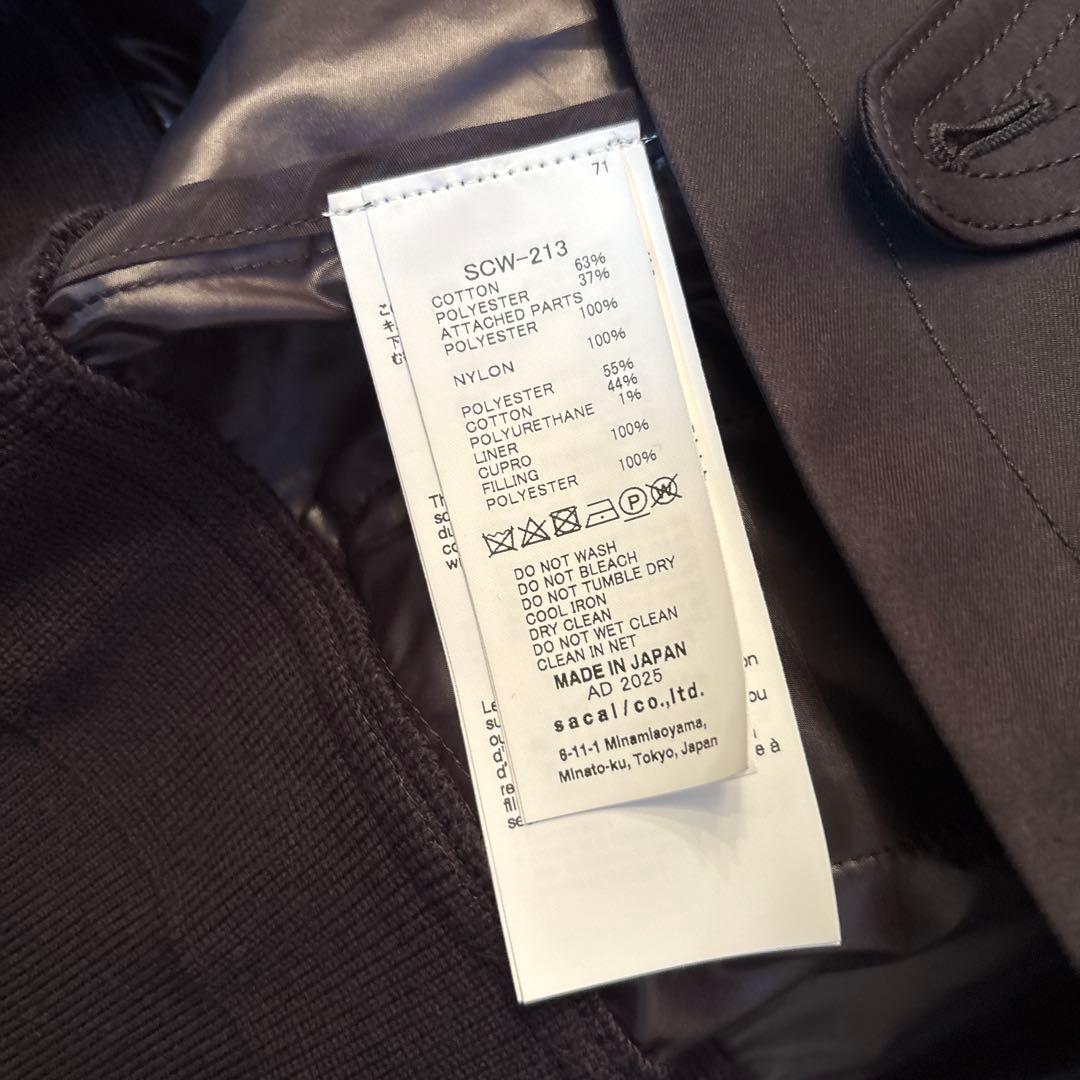 71
SCW-213
COTTON 63%
POLYESTER 37%
ATTACHED PARTS
POLYESTER 100%
NYLON 100%
POLYESTER 55%
COTTON 44%
POLYURETHANE 1%
LINER
CUPRO 100%
FILLING
POLYESTER 100%
P W
DO NOT WASH
DO NOT BLEACH
DO NOT TUMBLE DRY
COOL IRON
DRY CLEAN
DO NOT WET CLEAN
CLEAN IN NET
MADE IN JAPAN
AD 2025
sacai/co.,ltd.
6-11-1 Minamiaoyama,
Minato-ku, Tokyo, Japan